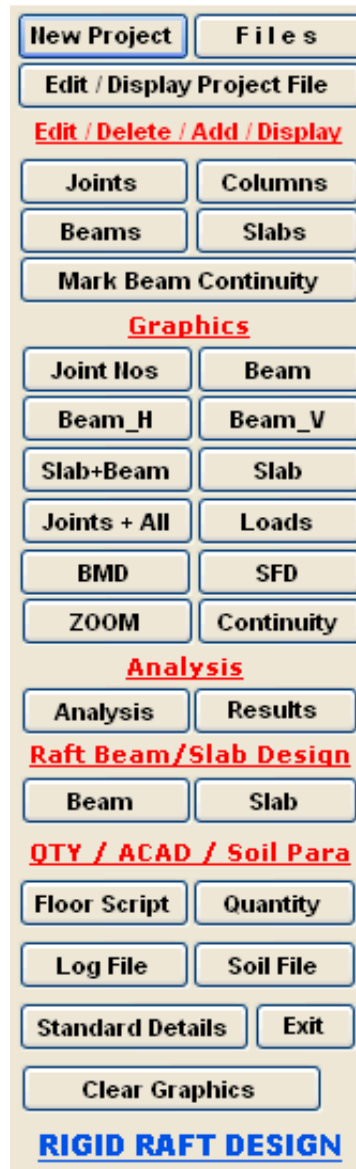 New Project Files
Edit / Display Project File
Edit / Delete / Add / Display
Joints Columns
Beams Slabs
Mark Beam Continuity
Graphics
Joint Nos Beam
Beam_H Beam_V
Slab+Beam Slab
Joints + All Loads
BMD SFD
ZOOM Continuity
Analysis
Analysis Results
Raft Beam/Slab Design
Beam Slab
QTY / ACAD / Soil Para
Floor Script Quantity
Log File Soil File
Standard Details Exit
Clear Graphics
RIGID RAFT DESIGN